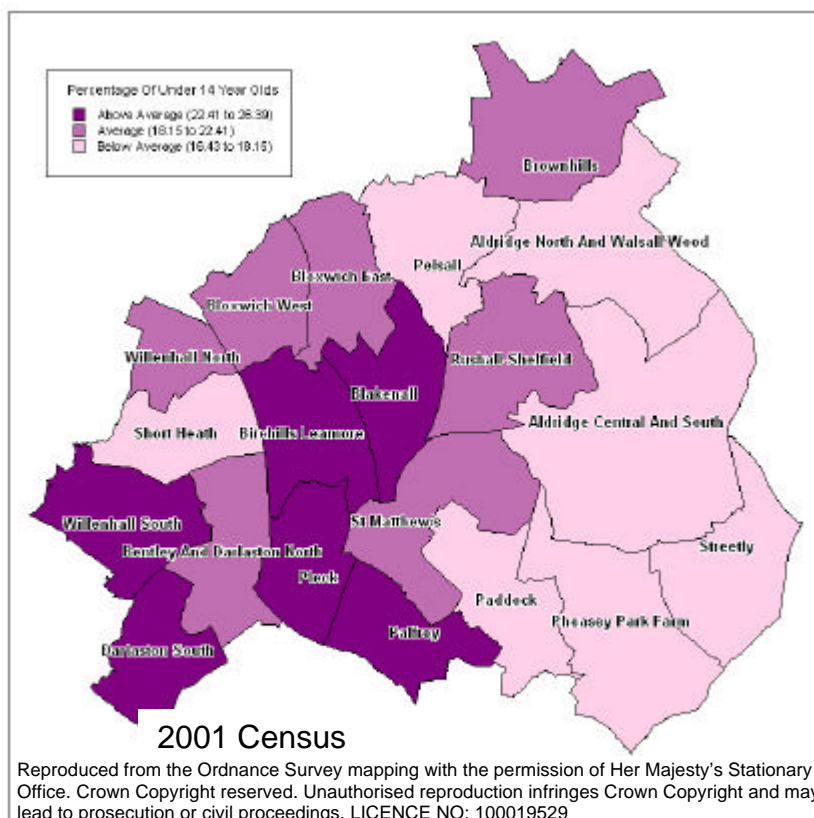 Percentage Of Under 14 Year Olds
Above Average (22.41 to 26.39)
Average (18.15 to 22.41)
Below Average (16.43 to 18.15)
Brownhills
Aldridge North And Walsall Wood
Pelsall
Bloxwich East
Bloxwich West
Willenhall North
Rushall-Shelfield
Blakenall
Short Heath
Birchills Leamore
Aldridge Central And South
Willenhall South
St Matthew's
Bentley And Darlaston North
Streetly
Pleck
Paddock
Pheasey Park Farm
Palfrey
Darlaston South
2001 Census
Reproduced from the Ordnance Survey mapping with the permission of Her Majesty's Stationary
Office. Crown Copyright reserved. Unauthorised reproduction infringes Crown Copyright and may
lead to prosecution or civil proceedings. LICENCE NO: 100019529